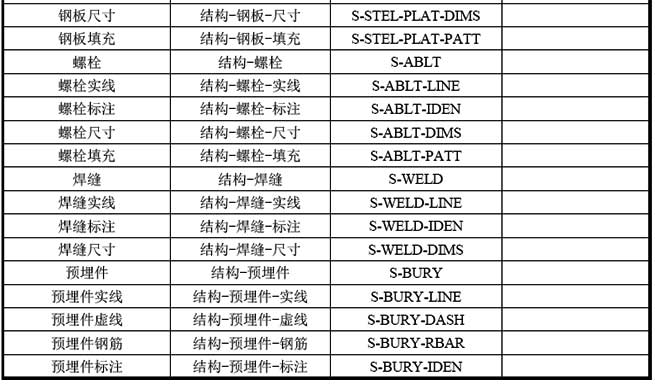 钢板尺寸 结构-钢板-尺寸 S-STEL-PLAT-DIMS
钢板填充 结构-钢板-填充 S-STEL-PLAT-PATT
螺栓 结构-螺栓 S-ABLT
螺栓实线 结构-螺栓-实线 S-ABLT-LINE
螺栓标注 结构-螺栓-标注 S-ABLT-IDEN
螺栓尺寸 结构-螺栓-尺寸 S-ABLT-DIMS
螺栓填充 结构-螺栓-填充 S-ABLT-PATT
焊缝 结构-焊缝 S-WELD
焊缝实线 结构-焊缝-实线 S-WELD-LINE
焊缝标注 结构-焊缝-标注 S-WELD-IDEN
焊缝尺寸 结构-焊缝-尺寸 S-WELD-DIMS
预埋件 结构-预埋件 S-BURY
预埋件实线 结构-预埋件-实线 S-BURY-LINE
预埋件虚线 结构-预埋件-虚线 S-BURY-DASH
预埋件钢筋 结构-预埋件-钢筋 S-BURY-RBAR
预埋件标注 结构-预埋件-标注 S-BURY-IDEN